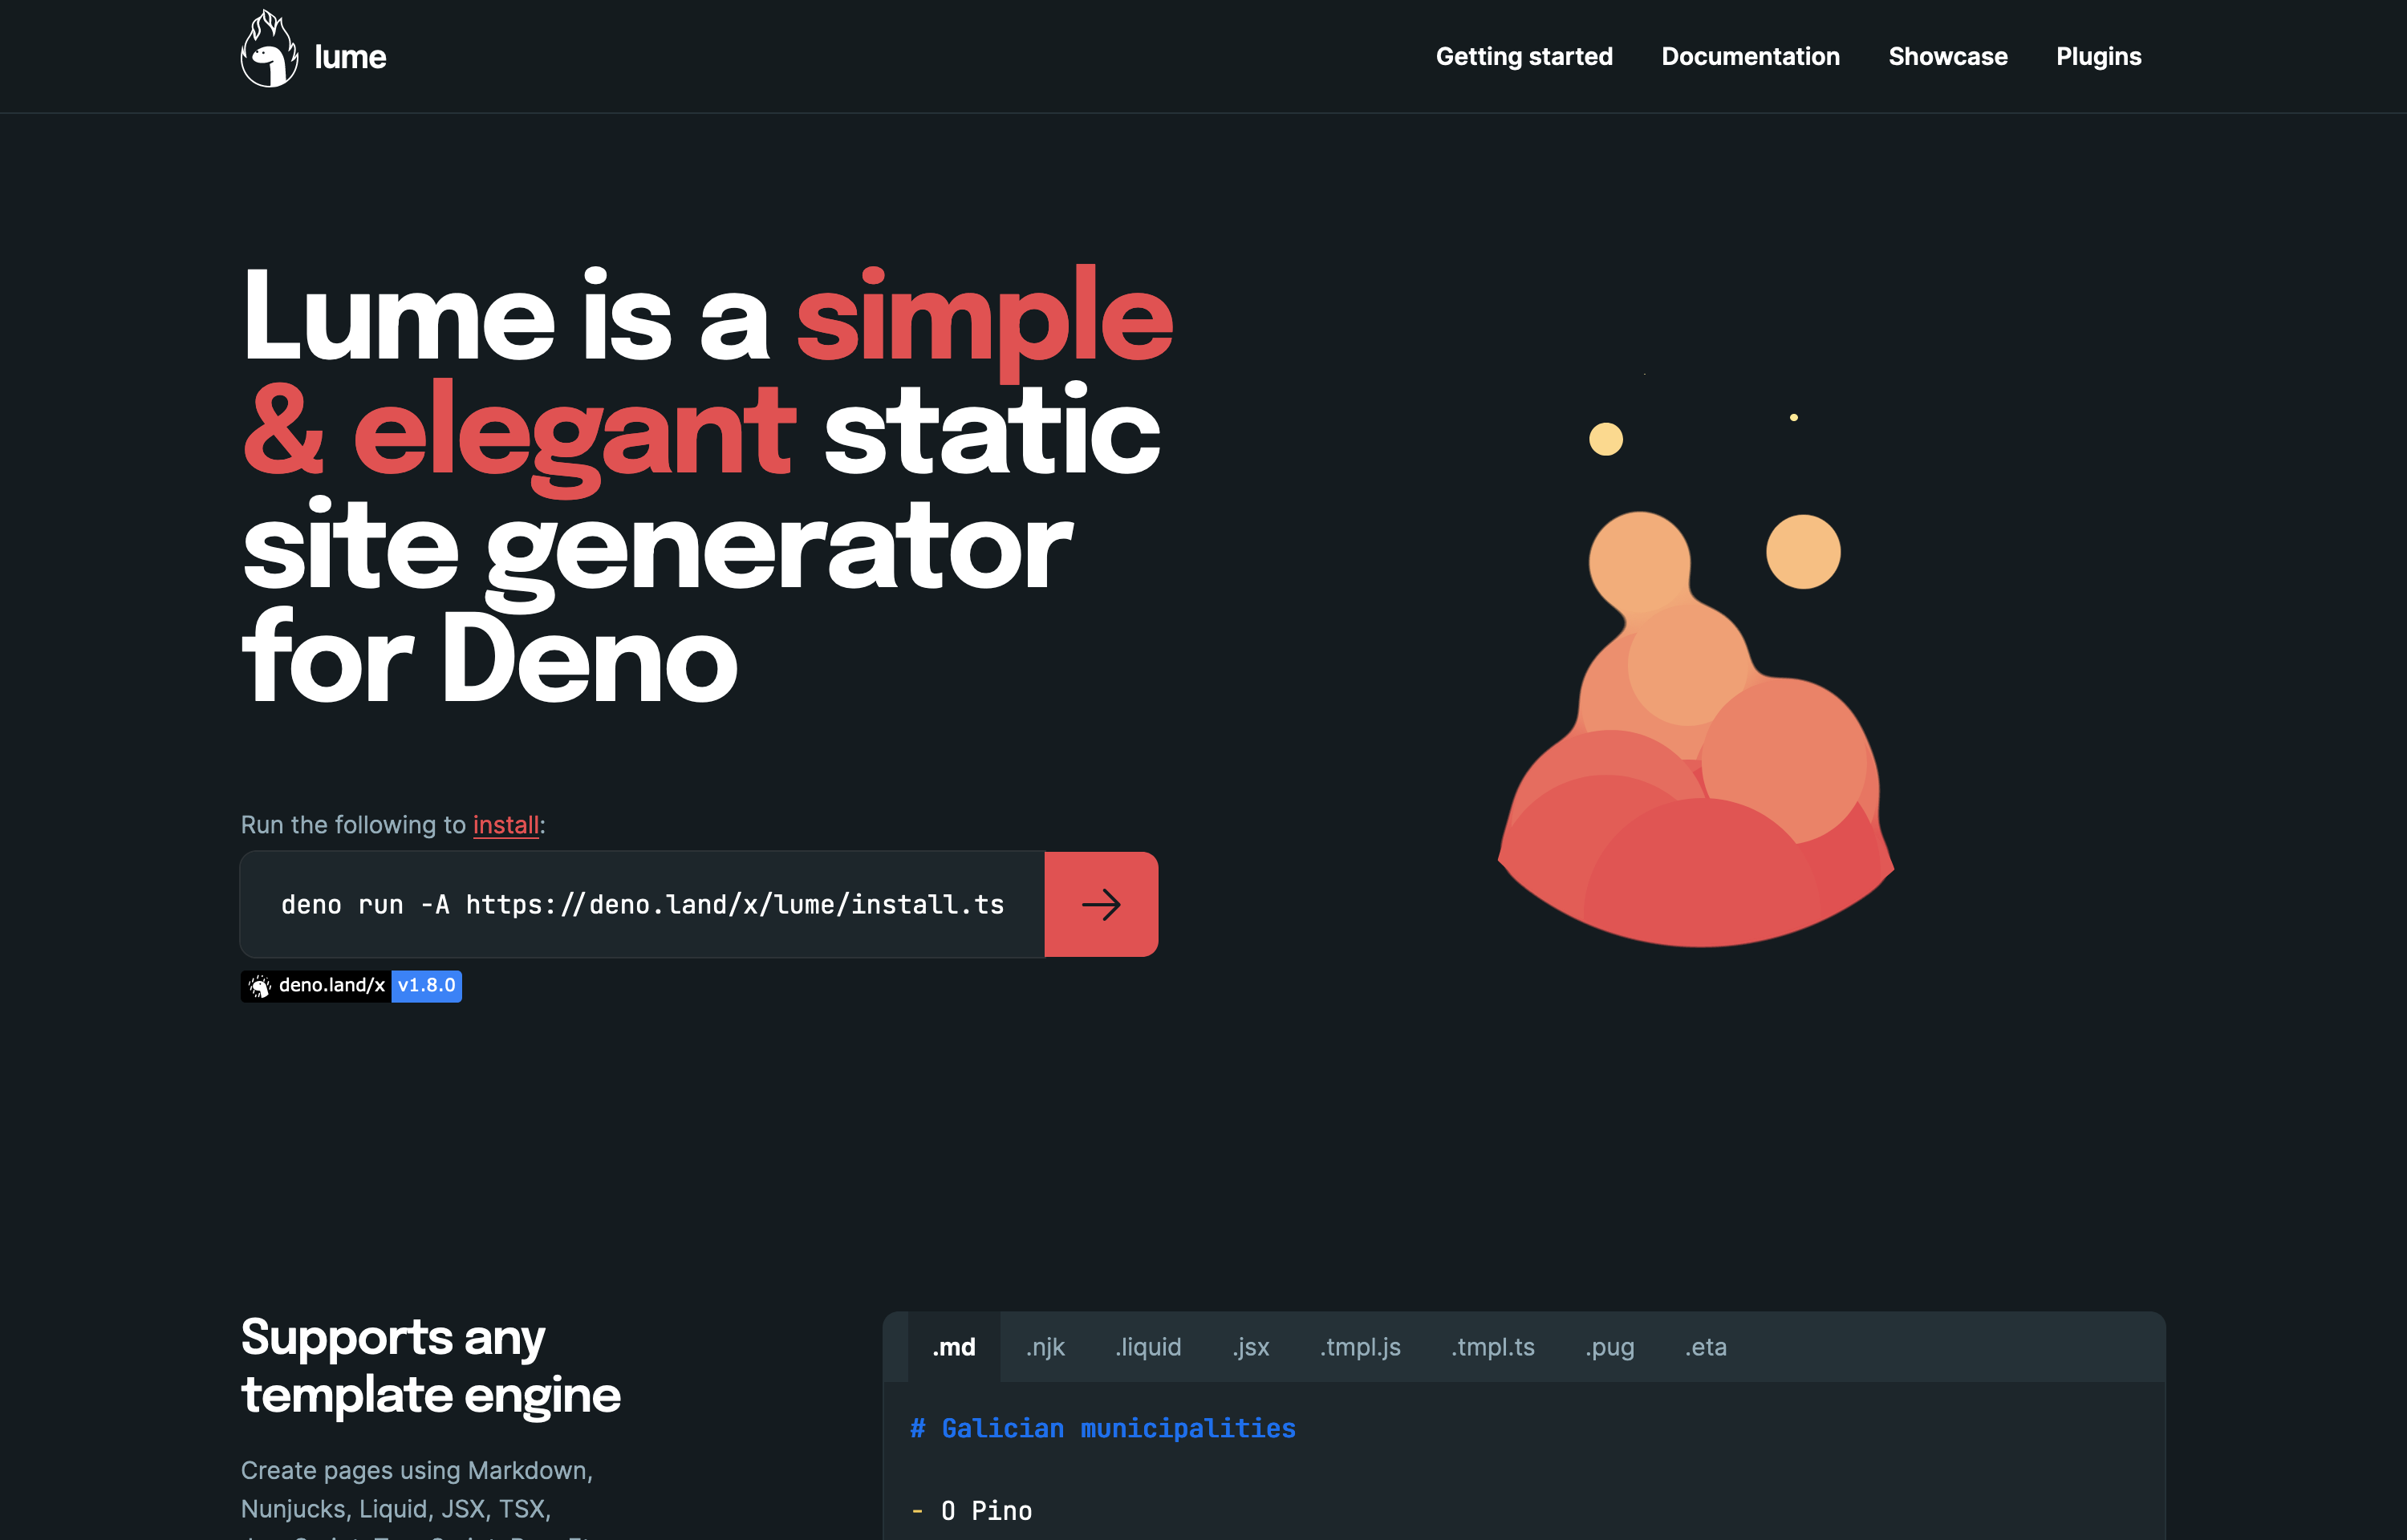 lume
Getting started
Documentation
Showcase
Plugins
Lume is a simple
& elegant static
site generator
for Deno
Run the following to install:
deno run -A https://deno.land/x/lume/install.ts
deno.land/x v1.8.0
Supports any
template engine
Create pages using Markdown,
Nunjucks, Liquid, JSX, TSX,
.md
.njk
.liquid
.jsx
.tmpl.js
.tmpl.ts
.pug
.eta
# Galician municipalities
- O Pino